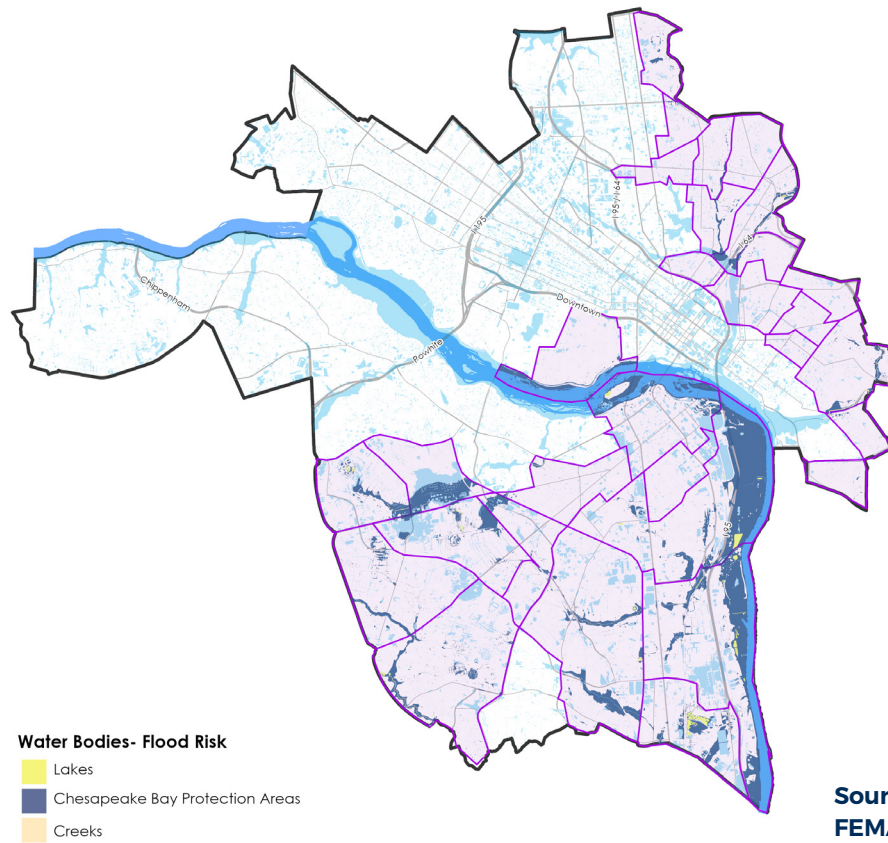 I-95
I-95 / I-64
I-64
Chippenham
Downtown
Powhite
I-95
Water Bodies- Flood Risk
Lakes
Chesapeake Bay Protection Areas
Creeks
Sour
FEMA